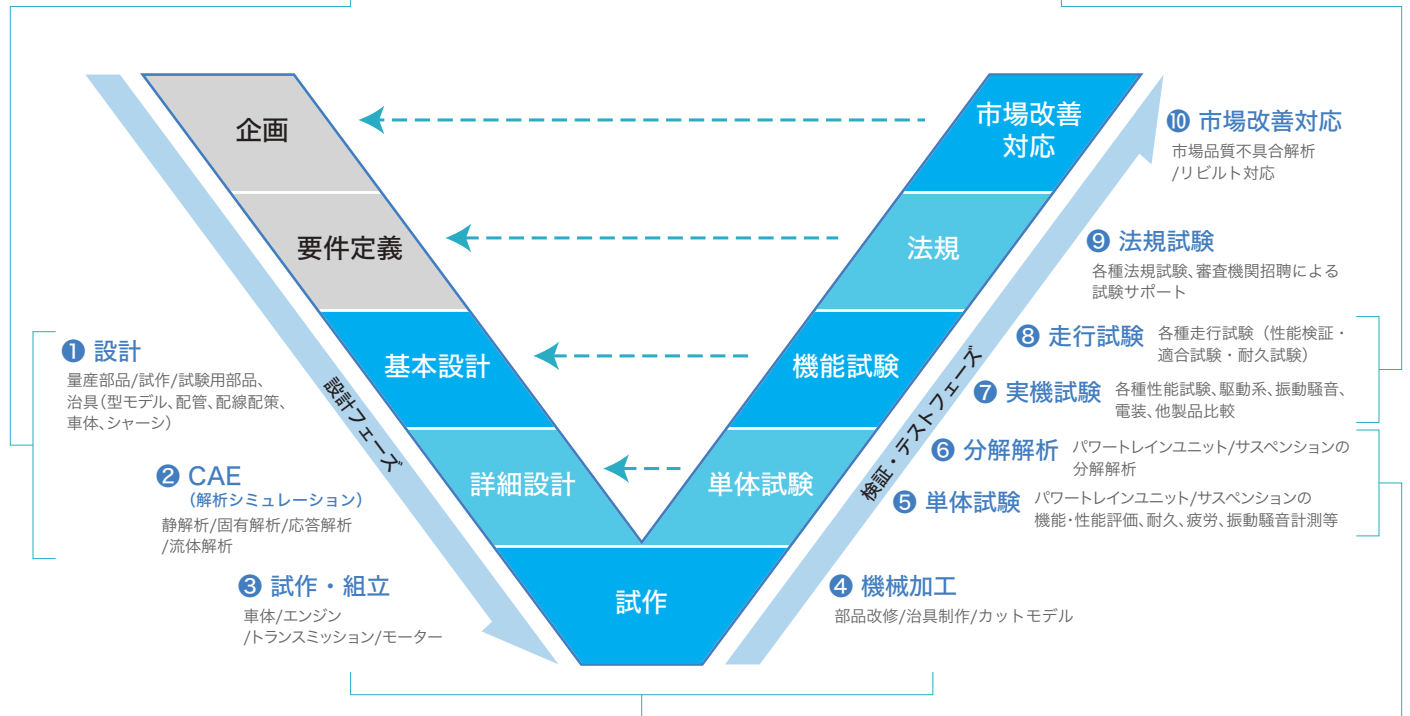 企画
要件定義
基本設計
詳細設計
試作
単体試験
機能試験
法規
市場改善
対応
設計フェーズ
検証・テストフェーズ
❶ 設計
量産部品/試作/試験用部品、
治具(型モデル、配管、配線配策、
車体、シャーシ)
❷ CAE
(解析シミュレーション)
静解析/固有解析/応答解析
/流体解析
❸ 試作・組立
車体/エンジン
/トランスミッション/モーター
❹ 機械加工
部品改修/治具制作/カットモデル
❺ 単体試験
パワートレインユニット/サスペンションの
機能・性能評価、耐久、疲労、振動騒音計測等
❻ 分解解析
パワートレインユニット/サスペンションの
分解解析
❼ 実機試験
各種性能試験、駆動系、振動騒音、
電装、他製品比較
❽ 走行試験
各種走行試験(性能検証・
適合試験・耐久試験)
❾ 法規試験
各種法規試験、審査機関招聘による
試験サポート
❿ 市場改善対応
市場品質不具合解析
/リビルト対応